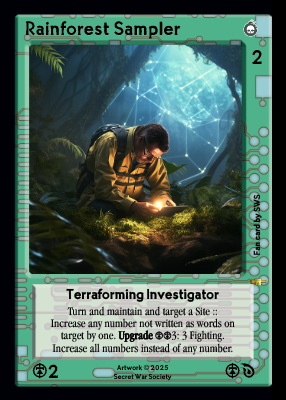 Rainforest Sampler
2
Fan card by SWS
Terraforming Investigator
Turn and maintain and target a Site ::
Increase any number not written as words on
target by one. Upgrade 3: 3 Fighting.
Increase all numbers instead of any number.
2
Artwork © 2025
Secret War Society